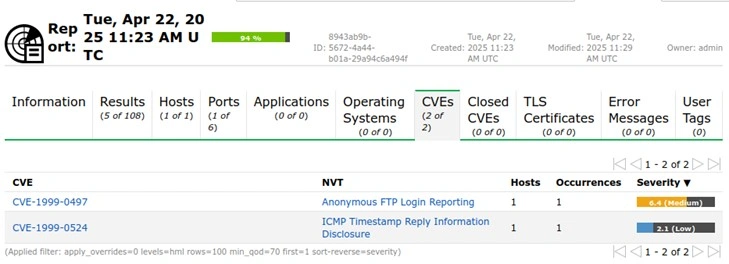 Report: Tue, Apr 22, 2025 11:23 AM UTC
94 %
ID: 8943ab9b-5672-4a44-b01a-29a94c6a494f
Created: Tue, Apr 22, 2025 11:23 AM UTC
Modified: Tue, Apr 22, 2025 11:29 AM UTC
Owner: admin
Information
Results (5 of 108)
Hosts (1 of 1)
Ports (1 of 6)
Applications (0 of 0)
Operating Systems (0 of 0)
CVEs (2 of 2)
Closed CVEs (0 of 0)
TLS Certificates (0 of 0)
Error Messages (0 of 0)
User Tags (0)
1 - 2 of 2
CVE NVT Hosts Occurrences Severity ▼
CVE-1999-0497 Anonymous FTP Login Reporting 1 1 6.4 (Medium)
CVE-1999-0524 ICMP Timestamp Reply Information Disclosure 1 1 2.1 (Low)
(Applied filter: apply_overrides=0 levels=hml rows=100 min_qod=70 first=1 sort-reverse=severity)
1 - 2 of 2